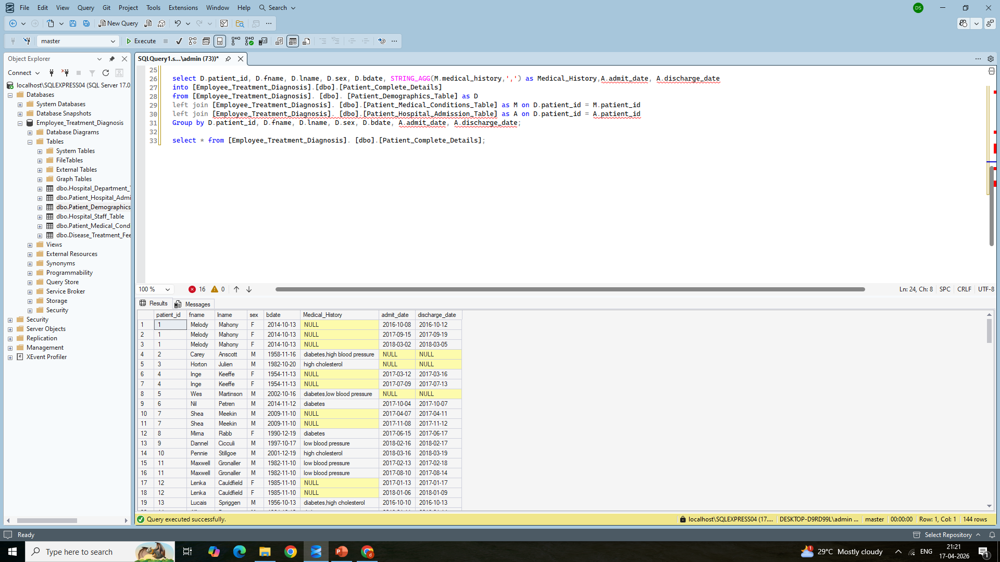 File Edit View Query Git Project Tools Extensions Window Help Search
DS
New Query
master Execute
Object Explorer
SQLQuery1.s...\admin (73))*
Connect
localhost\SQLEXPRESS04 (SQL Server 17.0
Databases
System Databases
Database Snapshots
Employee_Treatment_Diagnosis
Database Diagrams
Tables
System Tables
FileTables
External Tables
Graph Tables
dbo.Hospital_Department_
dbo.Patient_Hospital_Admi
dbo.Patient_Demographics
dbo.Hospital_Staff_Table
dbo.Patient_Medical_Cond
dbo.Disease_Treatment_Fee
Views
External Resources
Synonyms
Programmability
Query Store
Service Broker
Storage
Security
Security
Server Objects
Replication
Management
XEvent Profiler
25
26 select D.patient_id, D.fname, D.lname, D.sex, D.bdate, STRING_AGG(M.medical_history,',') as Medical_History,A.admit_date, A.discharge_date
27 into [Employee_Treatment_Diagnosis].[dbo].[Patient_Complete_Details]
28 from [Employee_Treatment_Diagnosis]. [dbo]. [Patient_Demographics_Table] as D
29 left join [Employee_Treatment_Diagnosis]. [dbo].[Patient_Medical_Conditions_Table] as M on D.patient_id = M.patient_id
30 left join [Employee_Treatment_Diagnosis]. [dbo].[Patient_Hospital_Admission_Table] as A on D.patient_id = A.patient_id
31 Group by D.patient_id, D.fname, D.lname, D.sex, D.bdate, A.admit_date, A.discharge_date;
32
33 select * from [Employee_Treatment_Diagnosis]. [dbo].[Patient_Complete_Details];
100 % 16 0 Ln: 24, Ch: 8 SPC CRLF UTF-8
Results Messages
patient_id fname lname sex bdate Medical_History admit_date discharge_date
1 1 Melody Mahony F 2014-10-13 NULL 2016-10-08 2016-10-12
2 1 Melody Mahony F 2014-10-13 NULL 2017-09-15 2017-09-19
3 1 Melody Mahony F 2014-10-13 NULL 2018-03-02 2018-03-05
4 2 Carey Anscott M 1958-11-16 diabetes,high blood pressure NULL NULL
5 3 Horton Julien M 1982-10-20 high cholesterol NULL NULL
6 4 Inge Keeffe F 1954-11-13 NULL 2017-03-12 2017-03-16
7 4 Inge Keeffe F 1954-11-13 NULL 2017-07-09 2017-07-13
8 5 Wes Martinson M 2002-10-16 diabetes,low blood pressure NULL NULL
9 6 Nil Petren M 2014-11-12 diabetes 2017-10-04 2017-10-07
10 7 Shea Meekin M 2009-11-10 NULL 2017-04-07 2017-04-11
11 7 Shea Meekin M 2009-11-10 NULL 2017-11-08 2017-11-12
12 8 Mirna Rabb F 1990-12-19 diabetes 2017-06-15 2017-06-17
13 9 Dannel Cicculi M 1997-10-17 low blood pressure 2018-02-16 2018-02-17
14 10 Pennie Stillgoe M 2001-12-19 high cholesterol 2018-03-16 2018-03-19
15 11 Maxwell Gronaller M 1982-11-10 low blood pressure 2017-02-13 2017-02-18
16 11 Maxwell Gronaller M 1982-11-10 low blood pressure 2017-08-10 2017-08-14
17 12 Lenka Cauldfield F 1985-11-10 NULL 2017-01-13 2017-01-17
18 12 Lenka Cauldfield F 1985-11-10 NULL 2018-01-06 2018-01-09
19 13 Lucais Spriggen M 1956-10-13 diabetes,high cholesterol 2016-10-10 2016-10-13
Query executed successfully. localhost\SQLEXPRESS04 (17.... DESKTOP-D9RD99L\admin ... master 00:00:00 Row: 1, Col: 1 144 rows
Ready Select Repository
Type here to search 29°C Mostly cloudy ENG 21:21
17-04-2026